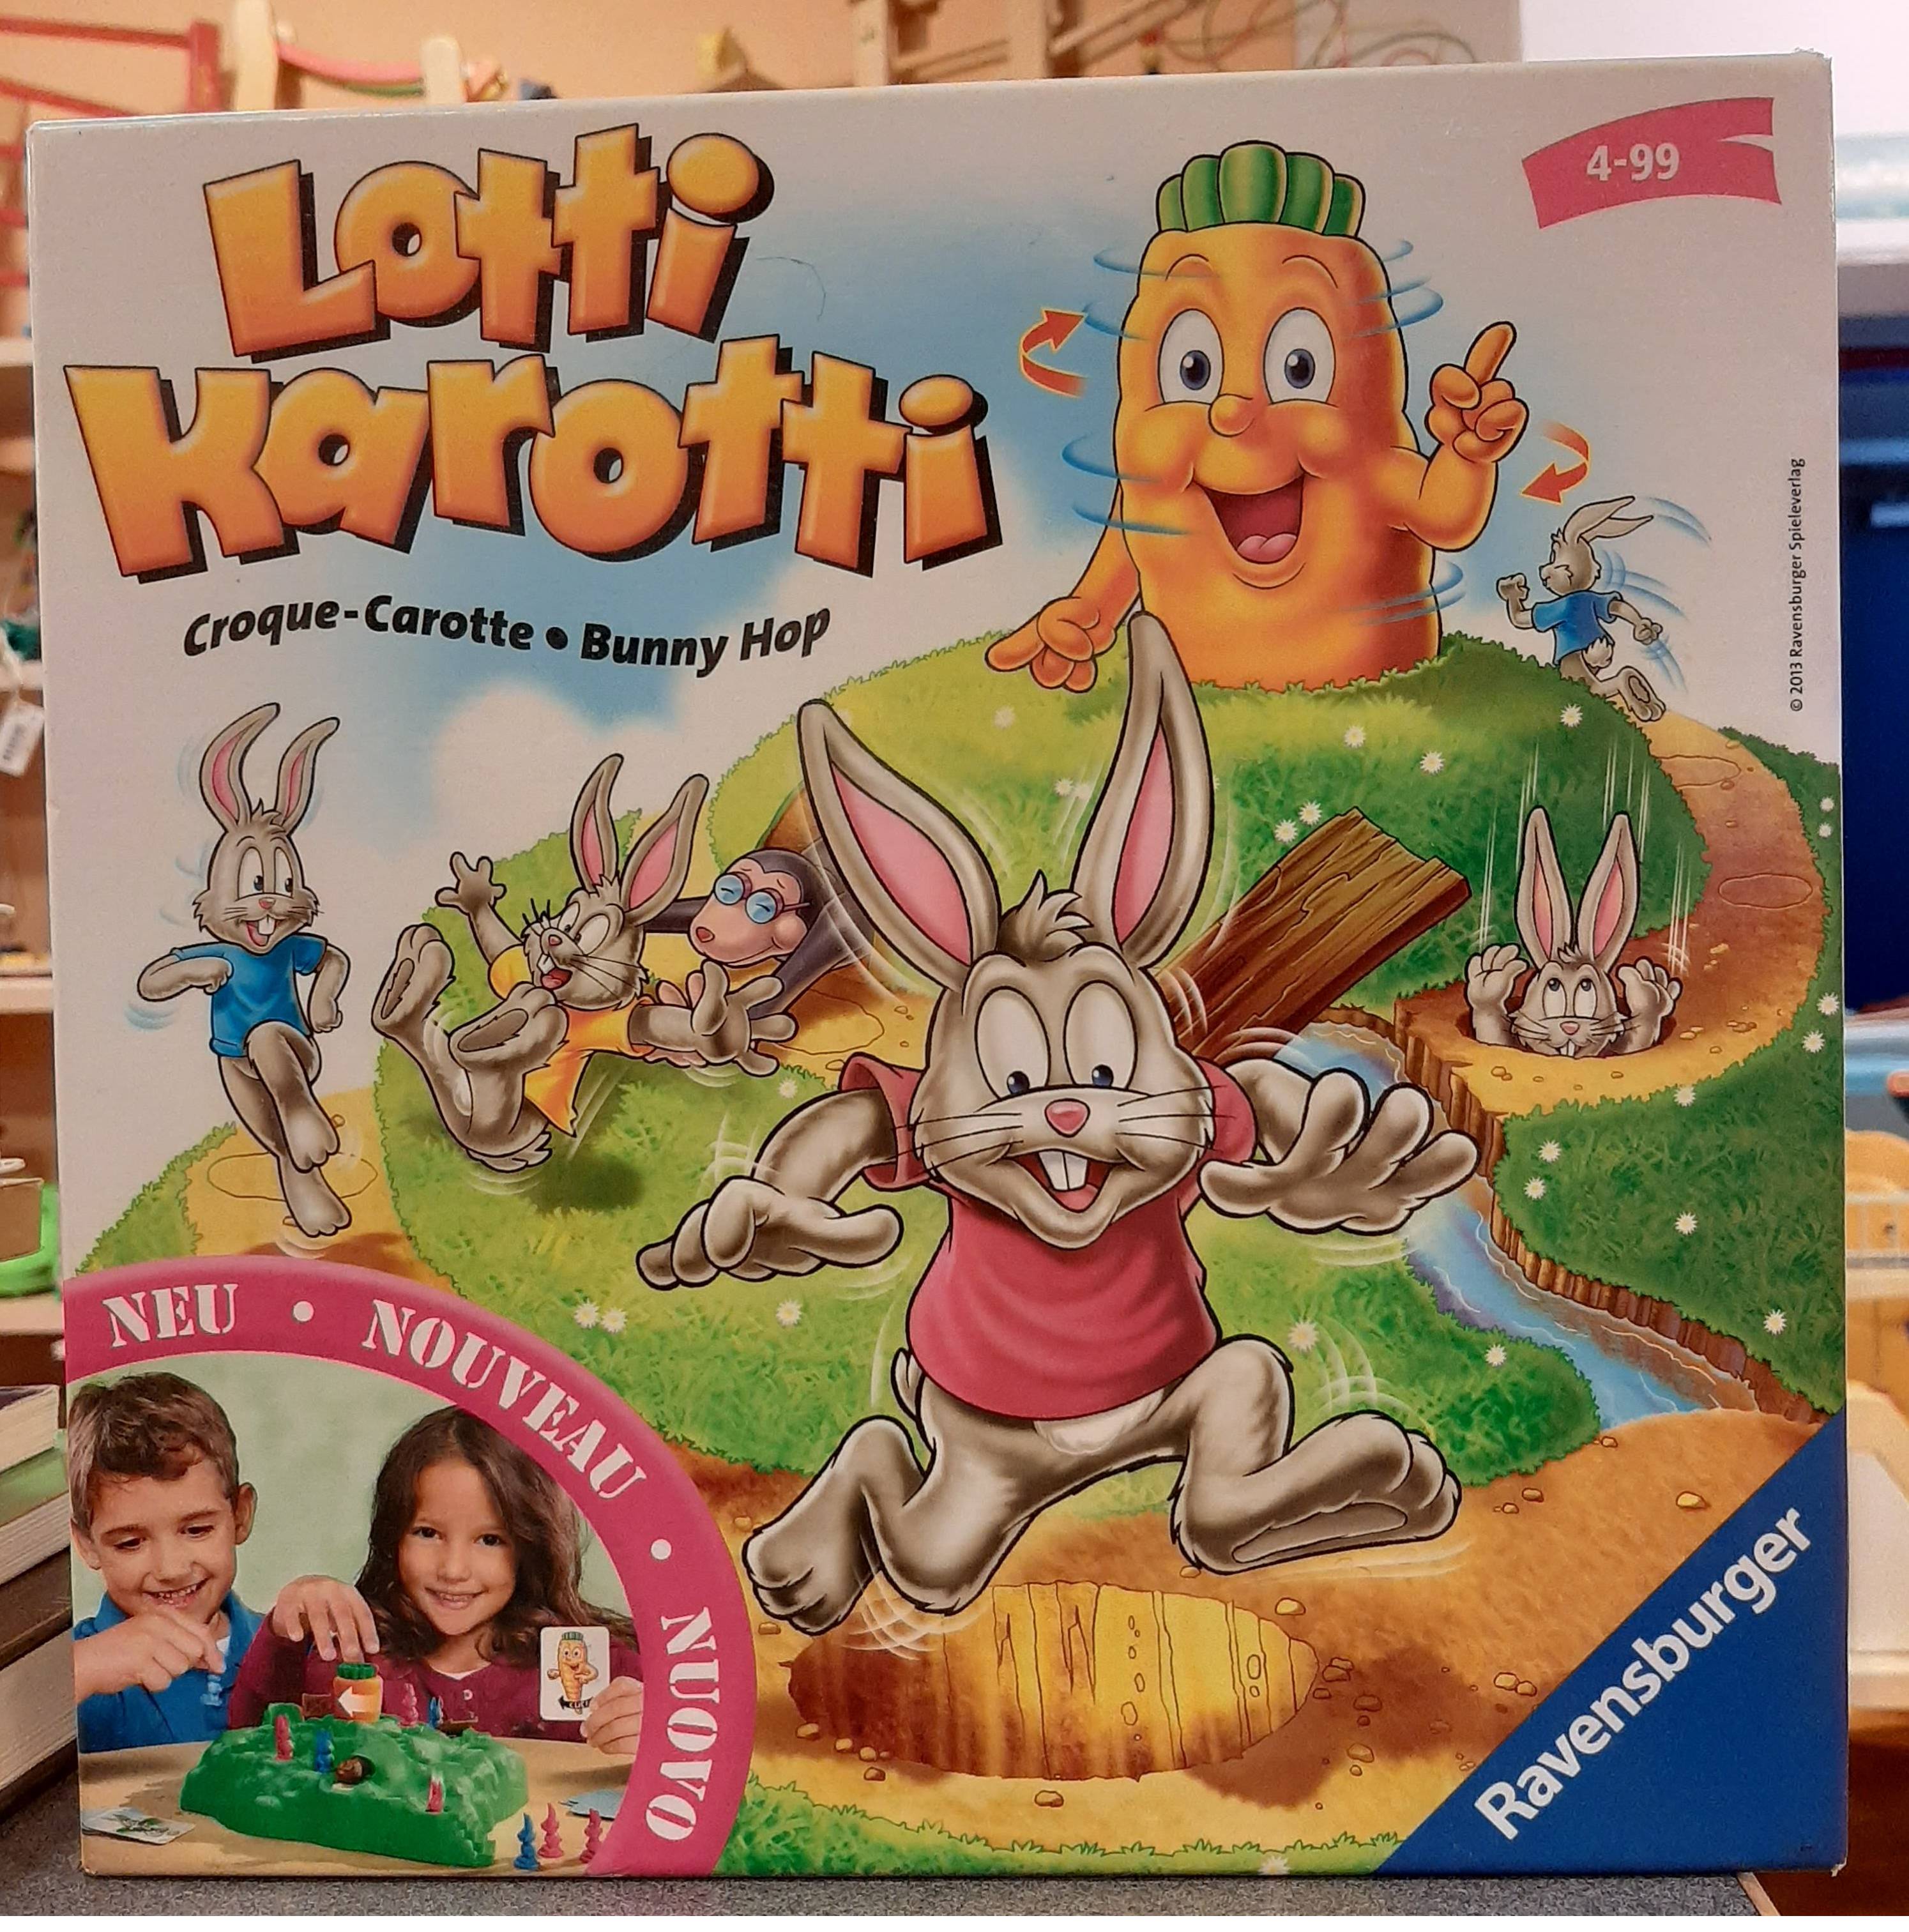 Lotti
Karotti
Croque-Carotte • Bunny Hop
4-99
© 2013 Ravensburger Spieleverlag
NEU • NOUVEAU • NUOVO
Ravensburger